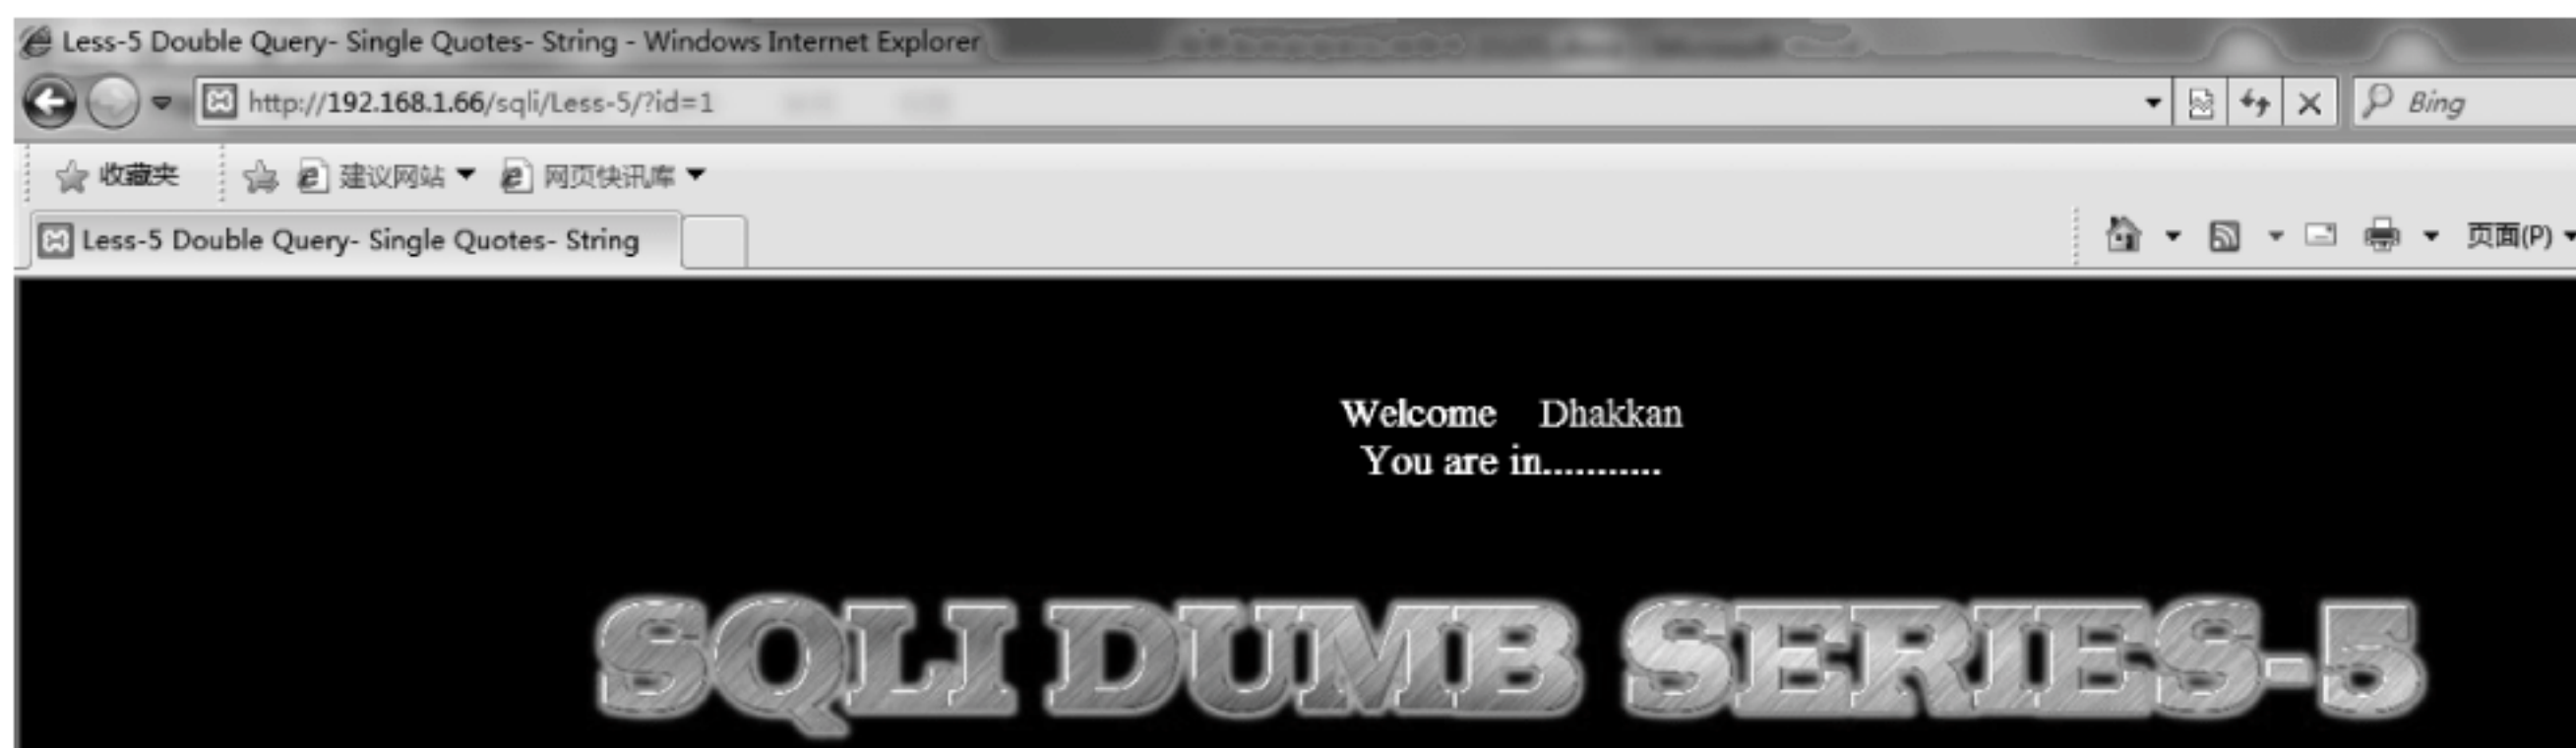 Less-5 Double Query- Single Quotes- String - Windows Internet Explorer
http://192.168.1.66/sqli/Less-5/?id=1
Bing
收藏夹 建议网站 网页快讯库
Less-5 Double Query- Single Quotes- String
页面(P)
Welcome Dhakkan
You are in...........
SQLI DUMB SERIES-5